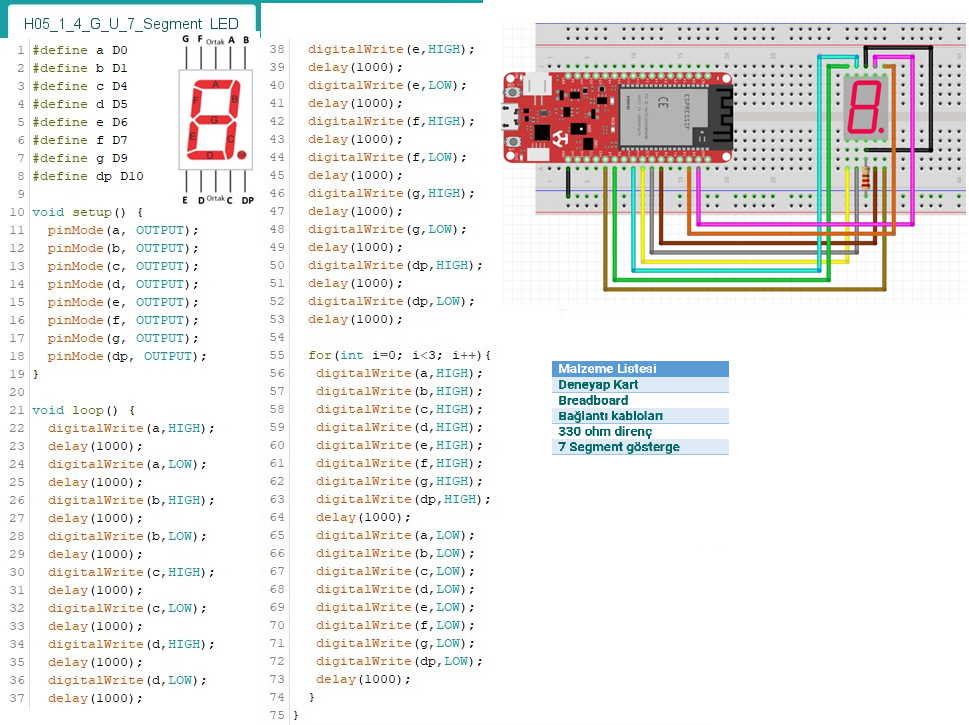 H05_1_4_G_U_7_Segment LED
1 #define a D0
2 #define b D1
3 #define c D4
4 #define d D5
5 #define e D6
6 #define f D7
7 #define g D9
8 #define dp D10
9
10 void setup() {
11 pinMode(a, OUTPUT);
12 pinMode(b, OUTPUT);
13 pinMode(c, OUTPUT);
14 pinMode(d, OUTPUT);
15 pinMode(e, OUTPUT);
16 pinMode(f, OUTPUT);
17 pinMode(g, OUTPUT);
18 pinMode(dp, OUTPUT);
19 }
20
21 void loop() {
22 digitalWrite(a,HIGH);
23 delay(1000);
24 digitalWrite(a,LOW);
25 delay(1000);
26 digitalWrite(b,HIGH);
27 delay(1000);
28 digitalWrite(b,LOW);
29 delay(1000);
30 digitalWrite(c,HIGH);
31 delay(1000);
32 digitalWrite(c,LOW);
33 delay(1000);
34 digitalWrite(d,HIGH);
35 delay(1000);
36 digitalWrite(d,LOW);
37 delay(1000);
G F Ortak A B
A
F B
G
E C
D
E D Ortak C DP
38 digitalWrite(e,HIGH);
39 delay(1000);
40 digitalWrite(e,LOW);
41 delay(1000);
42 digitalWrite(f,HIGH);
43 delay(1000);
44 digitalWrite(f,LOW);
45 delay(1000);
46 digitalWrite(g,HIGH);
47 delay(1000);
48 digitalWrite(g,LOW);
49 delay(1000);
50 digitalWrite(dp,HIGH);
51 delay(1000);
52 digitalWrite(dp,LOW);
53 delay(1000);
54
55 for(int i=0; i<3; i++){
56 digitalWrite(a,HIGH);
57 digitalWrite(b,HIGH);
58 digitalWrite(c,HIGH);
59 digitalWrite(d,HIGH);
60 digitalWrite(e,HIGH);
61 digitalWrite(f,HIGH);
62 digitalWrite(g,HIGH);
63 digitalWrite(dp,HIGH);
64 delay(1000);
65 digitalWrite(a,LOW);
66 digitalWrite(b,LOW);
67 digitalWrite(c,LOW);
68 digitalWrite(d,LOW);
69 digitalWrite(e,LOW);
70 digitalWrite(f,LOW);
71 digitalWrite(g,LOW);
72 digitalWrite(dp,LOW);
73 delay(1000);
74 }
75 }
CE
Malzeme Listesi
Deneyap Kart
Breadboard
Bağlantı kabloları
330 ohm direnç
7 Segment gösterge